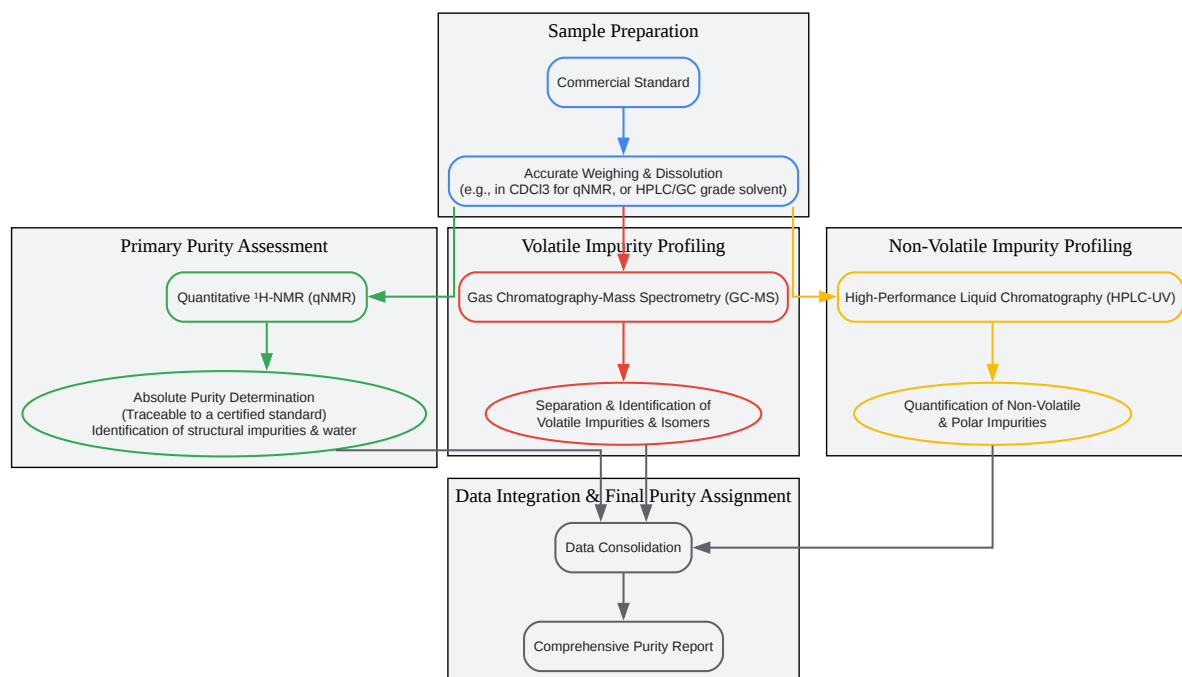 Sample Preparation
Commercial Standard
Accurate Weighing & Dissolution
(e.g., in CDCl3 for qNMR, or HPLC/GC grade solvent)
Primary Purity Assessment
Quantitative ¹H-NMR (qNMR)
Absolute Purity Determination
(Traceable to a certified standard)
Identification of structural impurities & water
Volatile Impurity Profiling
Gas Chromatography-Mass Spectrometry (GC-MS)
Separation & Identification of
Volatile Impurities & Isomers
Non-Volatile Impurity Profiling
High-Performance Liquid Chromatography (HPLC-UV)
Quantification of Non-Volatile
& Polar Impurities
Data Integration & Final Purity Assignment
Data Consolidation
Comprehensive Purity Report